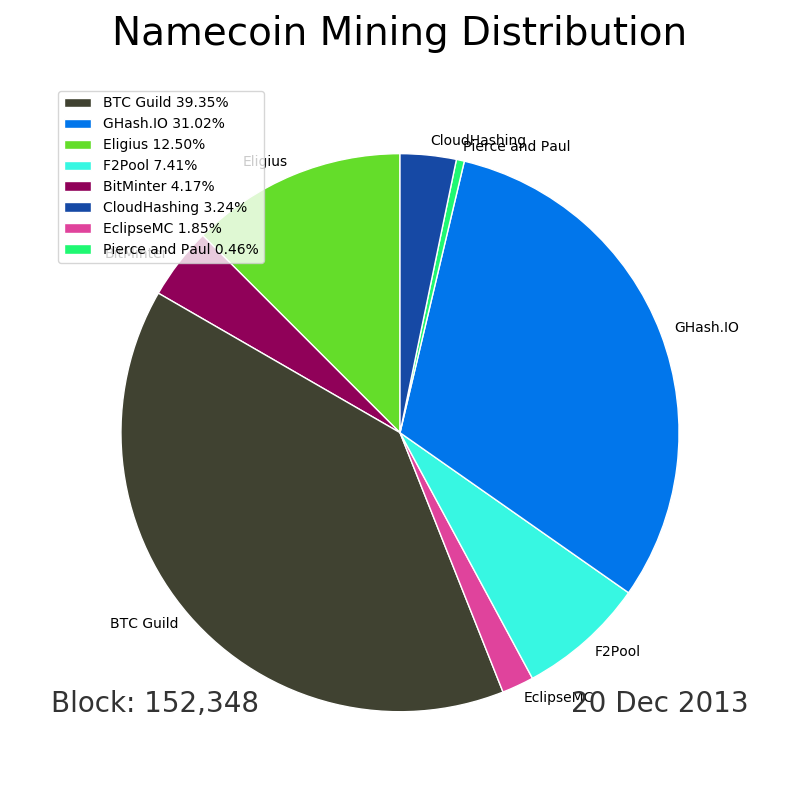 Namecoin Mining Distribution
BTC Guild 39.35%
GHash.IO 31.02%
Eligius 12.50%
F2Pool 7.41%
BitMinter 4.17%
CloudHashing 3.24%
EclipseMC 1.85%
Pierce and Paul 0.46%
CloudHashing
Pierce and Paul
Eligius
BitMinter
GHash.IO
BTC Guild
F2Pool
EclipseMC
Block: 152,348
20 Dec 2013